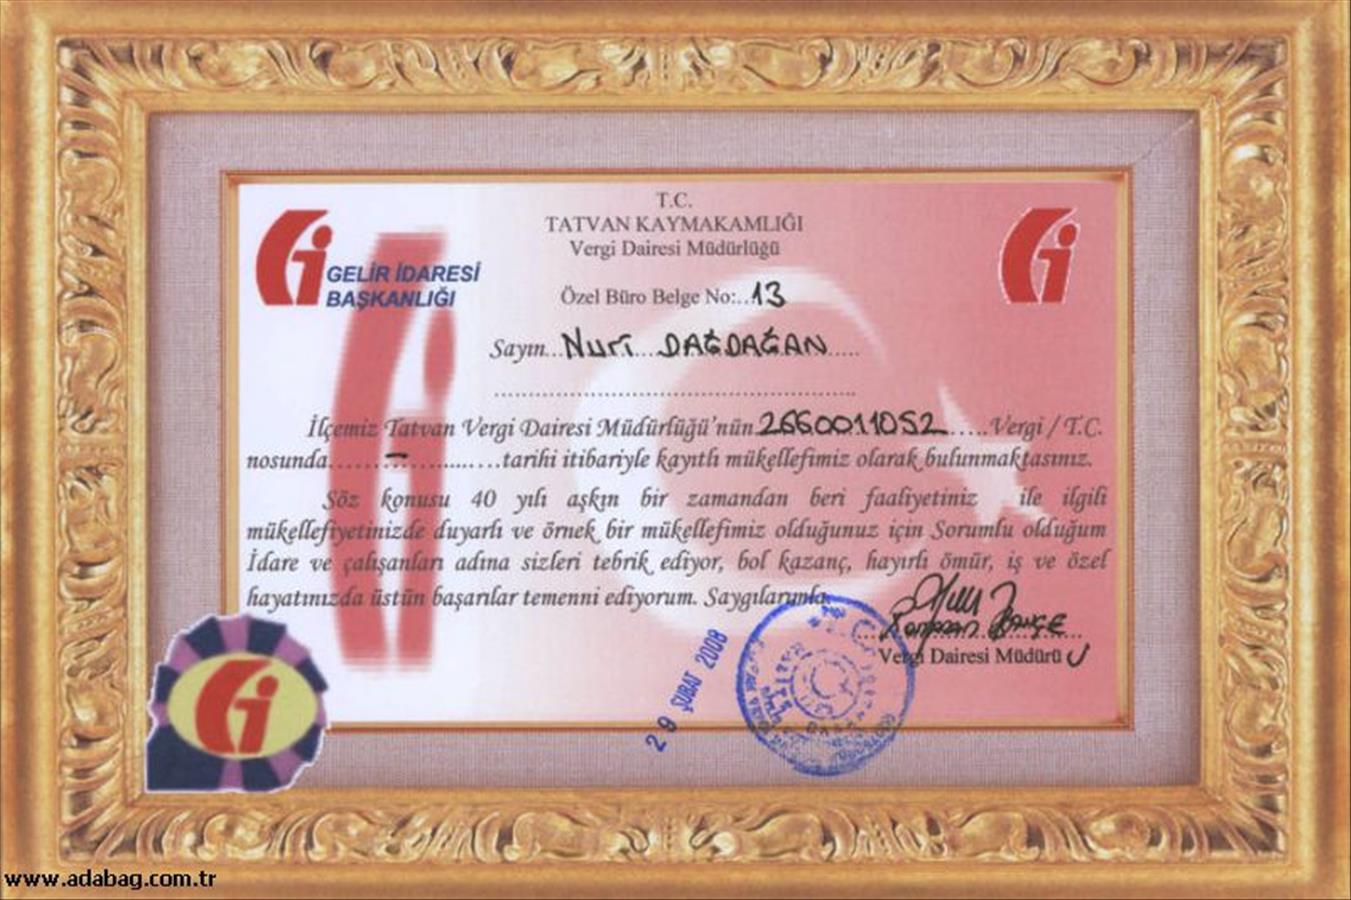 T.C.
TATVAN KAYMAKAMLIĞI
Vergi Dairesi Müdürlüğü
GELİR İDARESİ
BAŞKANLIĞI
Özel Büro Belge No:..13
Sayın...Nuri....DAĞDAĞAN.....
İlçemiz Tatvan Vergi Dairesi Müdürlüğü'nün 2660011052......Vergi / T.C.
nosunda.........-.............tarihi itibariyle kayıtlı mükellefimiz olarak bulunmaktasınız.
Söz konusu 40 yılı aşkın bir zamandan beri faaliyetiniz ile ilgili
mükellefiyetinizde duyarlı ve örnek bir mükellefimiz olduğunuz için Sorumlu olduğum
İdare ve çalışanları adına sizleri tebrik ediyor, bol kazanç, hayırlı ömür, iş ve özel
hayatınızda üstün başarılar temenni ediyorum. Saygılarımla.
Vergi Dairesi Müdürü
29 ŞUBAT 2008
www.adabag.com.tr